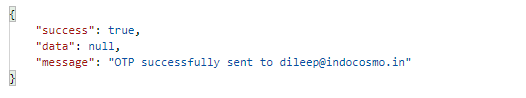 {
"success": true,
"data": null,
"message": "OTP successfully sent to dileep@indocosmo.in"
}